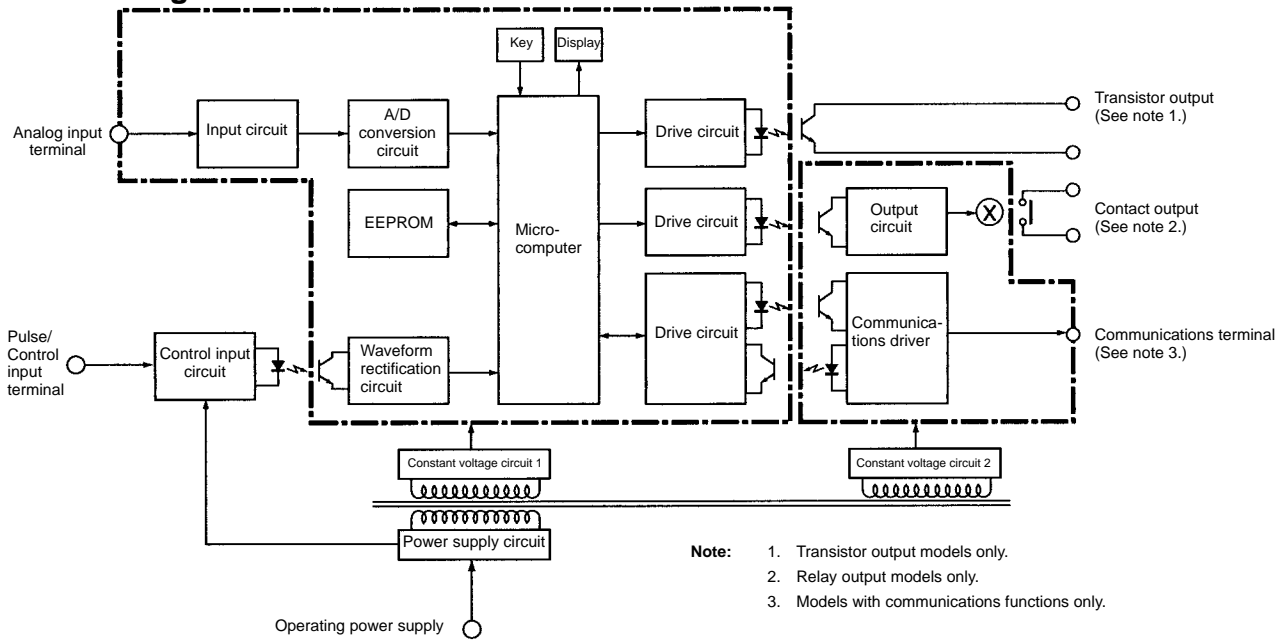 Key
Display
Analog input
terminal
Input circuit
A/D
conversion
circuit
Drive circuit
Transistor output
(See note 1.)
EEPROM
Micro-
computer
Drive circuit
Output
circuit
Contact output
(See note 2.)
Pulse/
Control
input
terminal
Control input
circuit
Waveform
rectification
circuit
Drive circuit
Communica-
tions driver
Communications terminal
(See note 3.)
Constant voltage circuit 1
Constant voltage circuit 2
Power supply circuit
Operating power supply
Note: 1. Transistor output models only.
2. Relay output models only.
3. Models with communications functions only.